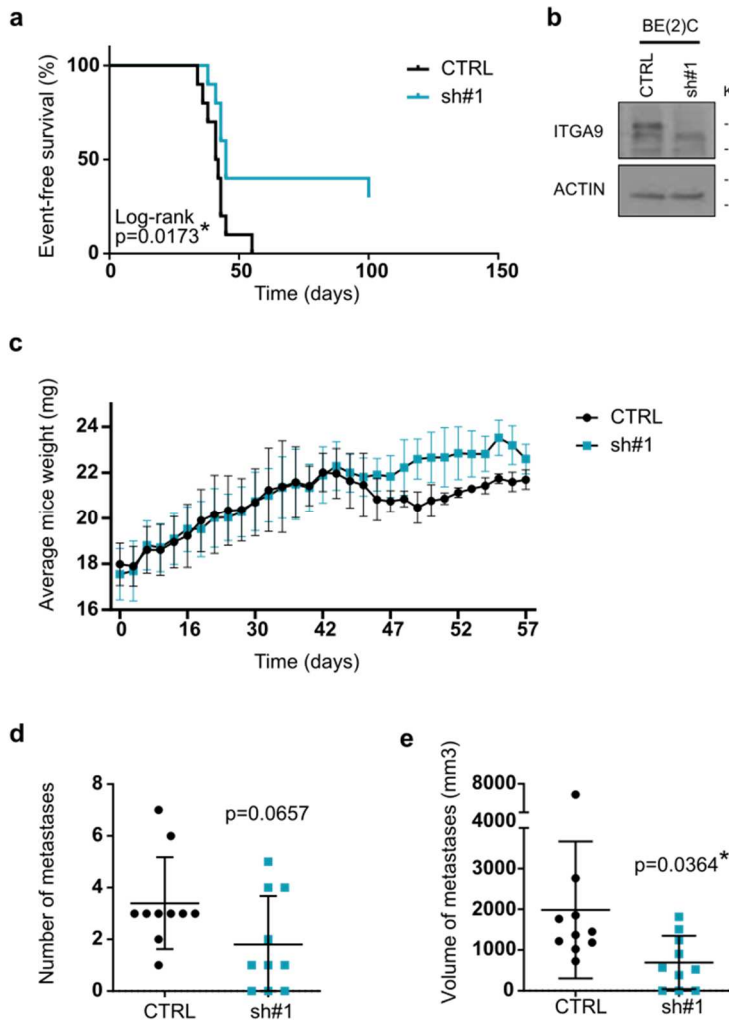 a
Event-free survival (%)
100
50
0
0
50
100
150
Time (days)
CTRL
sh#1
Log-rank
p=0.0173*
b
BE(2)C
CTRL
sh#1
K
ITGA9
ACTIN
-
-
-
-
c
Average mice weight (mg)
24
22
20
18
16
0
16
30
42
47
52
57
Time (days)
CTRL
sh#1
d
Number of metastases
8
6
4
2
0
p=0.0657
CTRL
sh#1
e
Volume of metastases (mm3)
8000
4000
3000
2000
1000
0
p=0.0364*
CTRL
sh#1